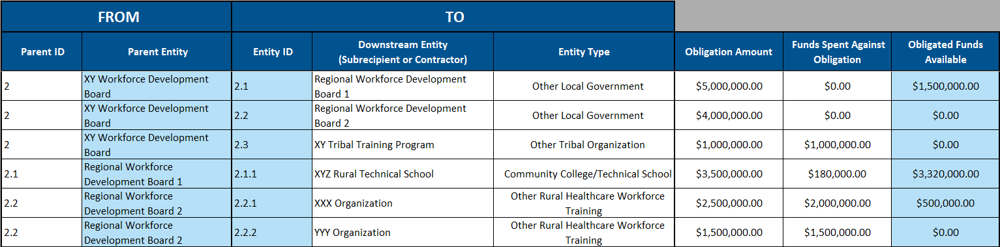 FROM TO
Parent ID Parent Entity Entity ID Downstream Entity (Subrecipient or Contractor) Entity Type Obligation Amount Funds Spent Against Obligation Obligated Funds Available
2 XY Workforce Development Board 2.1 Regional Workforce Development Board 1 Other Local Government $5,000,000.00 $0.00 $1,500,000.00
2 XY Workforce Development Board 2.2 Regional Workforce Development Board 2 Other Local Government $4,000,000.00 $0.00 $0.00
2 XY Workforce Development Board 2.3 XY Tribal Training Program Other Tribal Organization $1,000,000.00 $1,000,000.00 $0.00
2.1 Regional Workforce Development Board 1 2.1.1 XYZ Rural Technical School Community College/Technical School $3,500,000.00 $180,000.00 $3,320,000.00
2.2 Regional Workforce Development Board 2 2.2.1 XXX Organization Other Rural Healthcare Workforce Training $2,500,000.00 $2,000,000.00 $500,000.00
2.2 Regional Workforce Development Board 2 2.2.2 YYY Organization Other Rural Healthcare Workforce Training $1,500,000.00 $1,500,000.00 $0.00